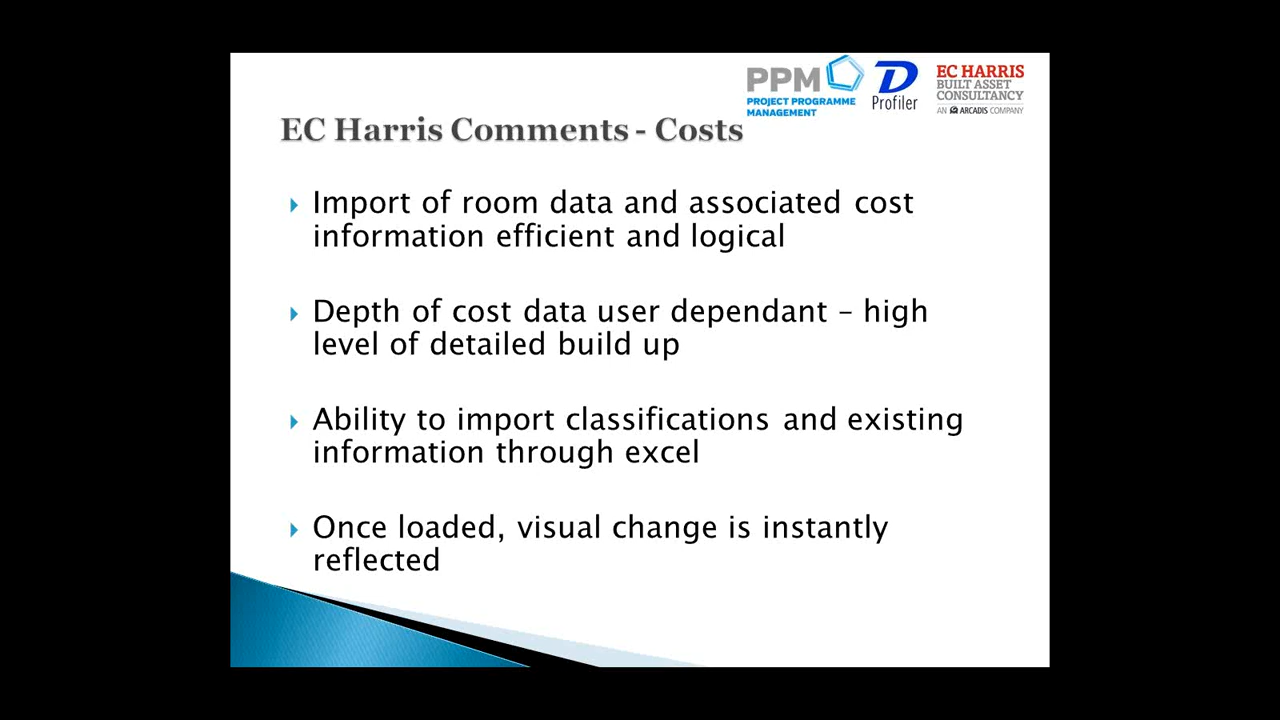 PPM
PROJECT PROGRAMME
MANAGEMENT
D
Profiler
EC HARRIS
BUILT ASSET
CONSULTANCY
AN ARCADIS COMPANY
EC Harris Comments - Costs
Import of room data and associated cost
information efficient and logical
Depth of cost data user dependant – high
level of detailed build up
Ability to import classifications and existing
information through excel
Once loaded, visual change is instantly
reflected